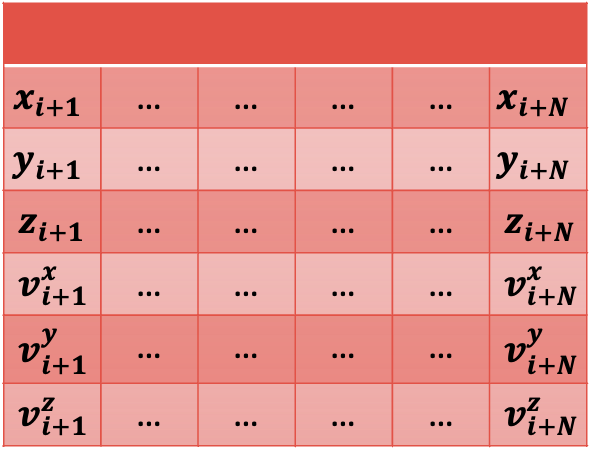 x_{i+1} ... ... ... ... x_{i+N}
y_{i+1} ... ... ... ... y_{i+N}
z_{i+1} ... ... ... ... z_{i+N}
v^x_{i+1} ... ... ... ... v^x_{i+N}
v^y_{i+1} ... ... ... ... v^y_{i+N}
v^z_{i+1} ... ... ... ... v^z_{i+N}